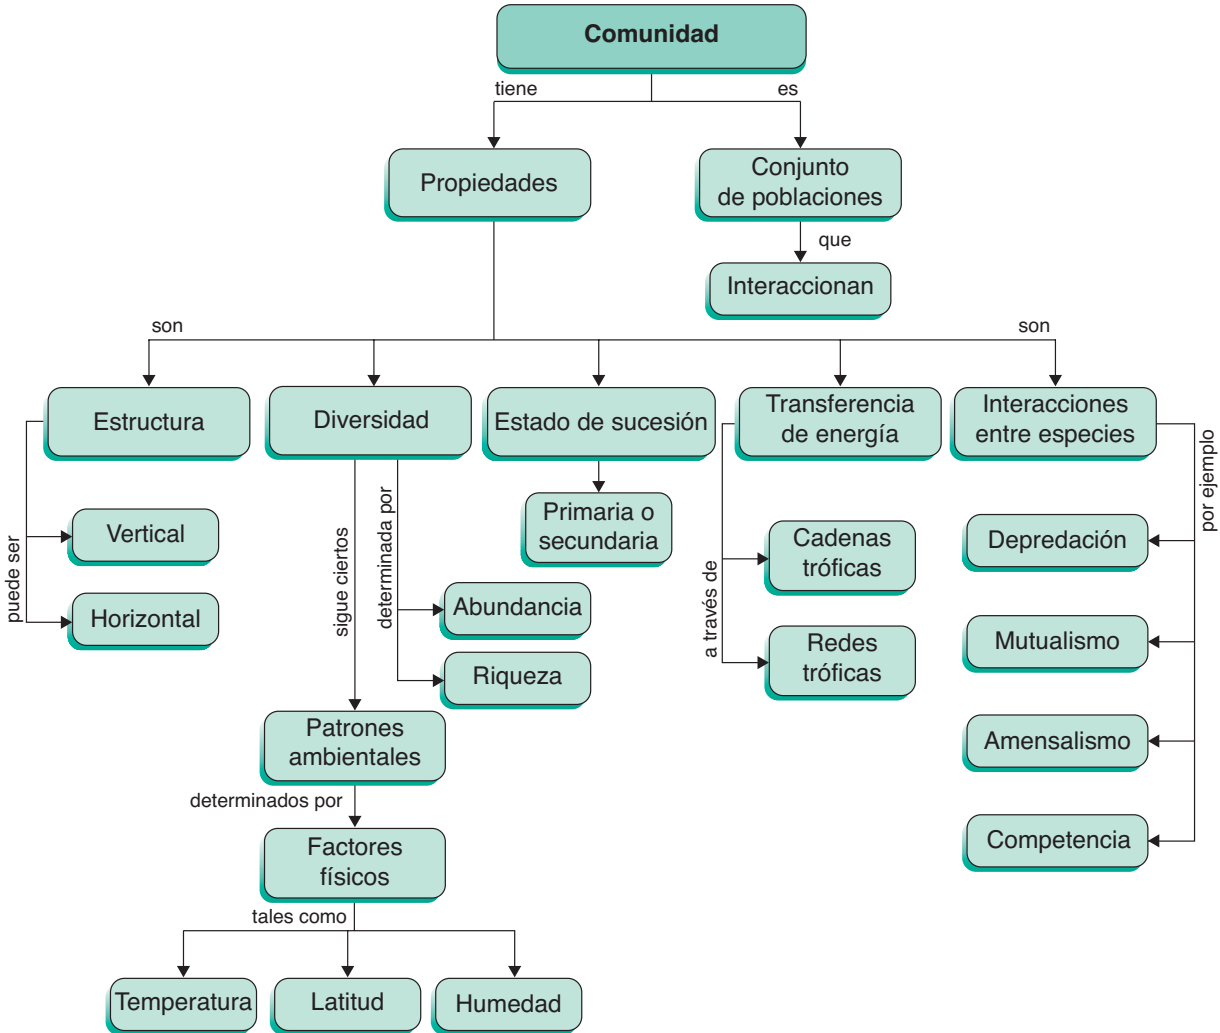 Comunidad
tiene
es
Propiedades
Conjunto
de poblaciones
que
Interaccionan
son
son
Estructura
Diversidad
Estado de sucesión
Transferencia
de energía
Interacciones
entre especies
puede ser
Vertical
Horizontal
sigue ciertos
determinada por
Abundancia
Riqueza
Primaria o
secundaria
a través de
Cadenas
tróficas
Redes
tróficas
por ejemplo
Depredación
Mutualismo
Amensalismo
Competencia
Patrones
ambientales
determinados por
Factores
físicos
tales como
Temperatura
Latitud
Humedad